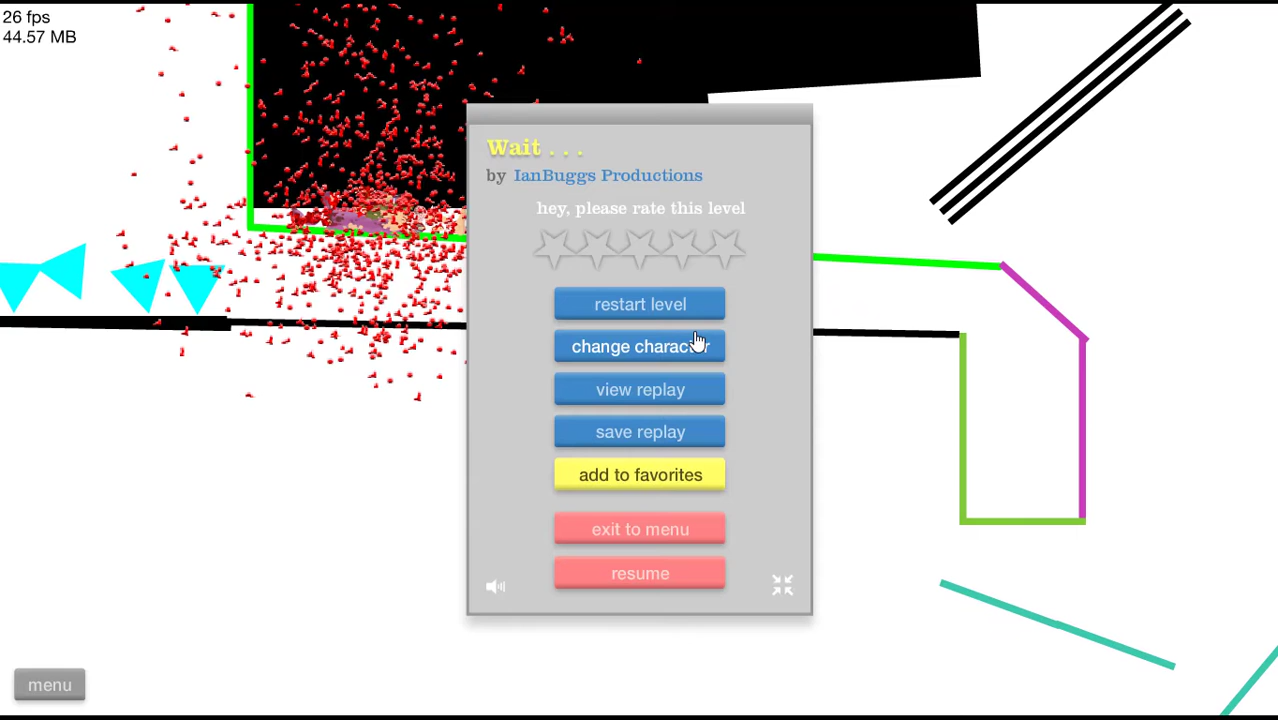 26 fps
44.57 MB
Wait . . .
by IanBuggs Productions
hey, please rate this level
restart level
change character
view replay
save replay
add to favorites
exit to menu
resume
menu